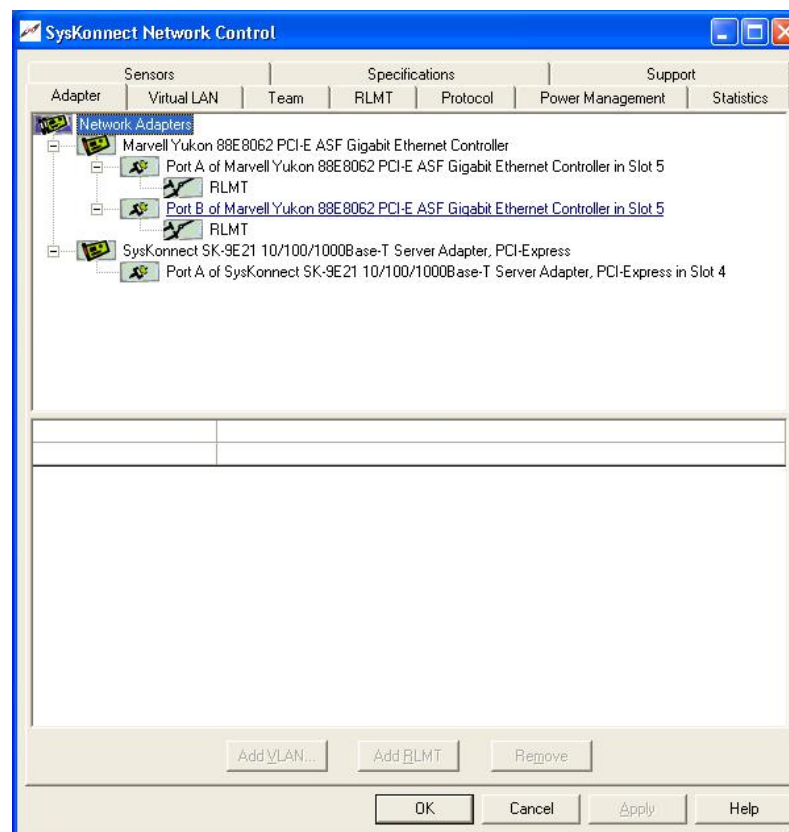 SysKonnect Network Control
Sensors Specifications Support
Adapter Virtual LAN Team RLMT Protocol Power Management Statistics
Network Adapters
Marvell Yukon 88E8062 PCI-E ASF Gigabit Ethernet Controller
Port A of Marvell Yukon 88E8062 PCI-E ASF Gigabit Ethernet Controller in Slot 5
RLMT
Port B of Marvell Yukon 88E8062 PCI-E ASF Gigabit Ethernet Controller in Slot 5
RLMT
SysKonnect SK-9E21 10/100/1000Base-T Server Adapter, PCI-Express
Port A of SysKonnect SK-9E21 10/100/1000Base-T Server Adapter, PCI-Express in Slot 4
Add VLAN... Add RLMT Remove
OK Cancel Apply Help